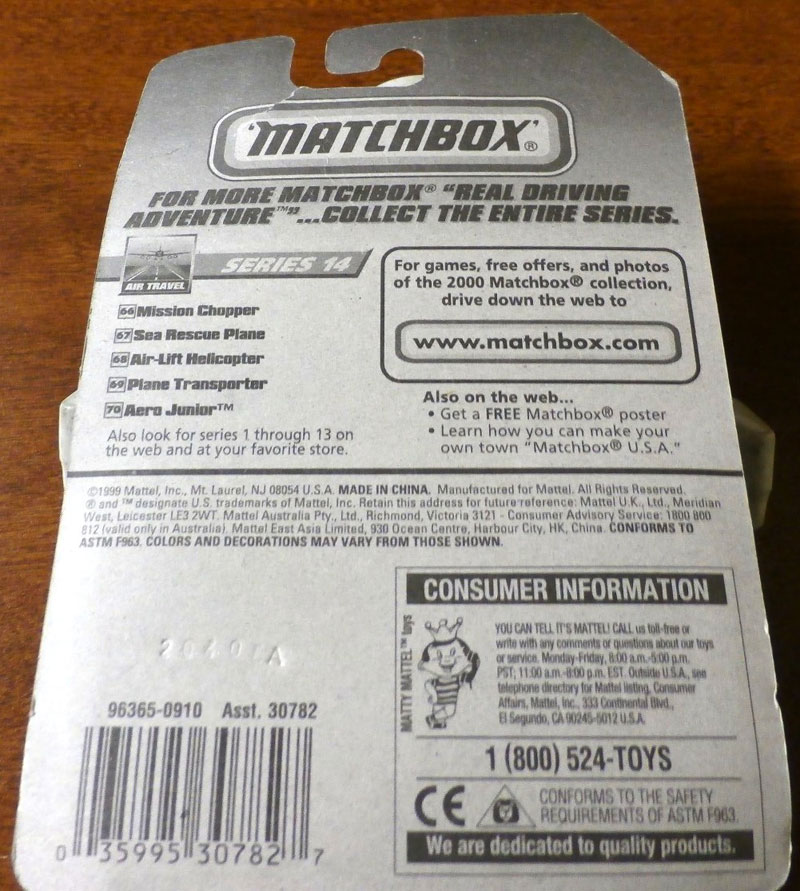 'MATCHBOX'®
FOR MORE MATCHBOX® "REAL DRIVING
ADVENTURE™"...COLLECT THE ENTIRE SERIES.
AIR TRAVEL
SERIES 14
66 Mission Chopper
67 Sea Rescue Plane
68 Air-Lift Helicopter
69 Plane Transporter
70 Aero Junior™
Also look for series 1 through 13 on
the web and at your favorite store.
For games, free offers, and photos
of the 2000 Matchbox® collection,
drive down the web to
www.matchbox.com
Also on the web...
• Get a FREE Matchbox® poster
• Learn how you can make your
own town "Matchbox® U.S.A."
©1999 Mattel, Inc., Mt. Laurel, NJ 08054 U.S.A. MADE IN CHINA. Manufactured for Mattel. All Rights Reserved.
® and ™ designate U.S. trademarks of Mattel, Inc. Retain this address for future reference: Mattel U.K., Ltd., Meridian
West, Leicester LE3 2WT. Mattel Australia Pty., Ltd., Richmond, Victoria 3121 - Consumer Advisory Service: 1800 800
812 (valid only in Australia). Mattel East Asia Limited, 930 Ocean Centre, Harbour City, HK, China. CONFORMS TO
ASTM F963. COLORS AND DECORATIONS MAY VARY FROM THOSE SHOWN.
96365-0910 Asst. 30782
0 35995 30782 7
CONSUMER INFORMATION
MATTY MATTEL™ toys
YOU CAN TELL IT'S MATTEL! CALL us toll-free or
write with any comments or questions about our toys
or service. Monday-Friday, 8:00 a.m.-5:00 p.m.
PST; 11:00 a.m.-8:00 p.m. EST. Outside U.S.A., see
telephone directory for Mattel listing, Consumer
Affairs, Mattel, Inc., 333 Continental Blvd.,
El Segundo, CA 90245-5012 U.S.A.
1 (800) 524-TOYS
CE
CONFORMS TO THE SAFETY
REQUIREMENTS OF ASTM F963.
We are dedicated to quality products.